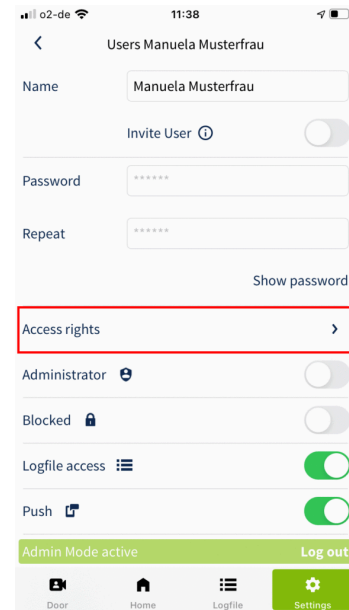 o2-de 11:38
Users Manuela Musterfrau
Name Manuela Musterfrau
Invite User
Password ******
Repeat ******
Show password
Access rights
Administrator
Blocked
Logfile access
Push
Admin Mode active Log out
Door Home Logfile Settings